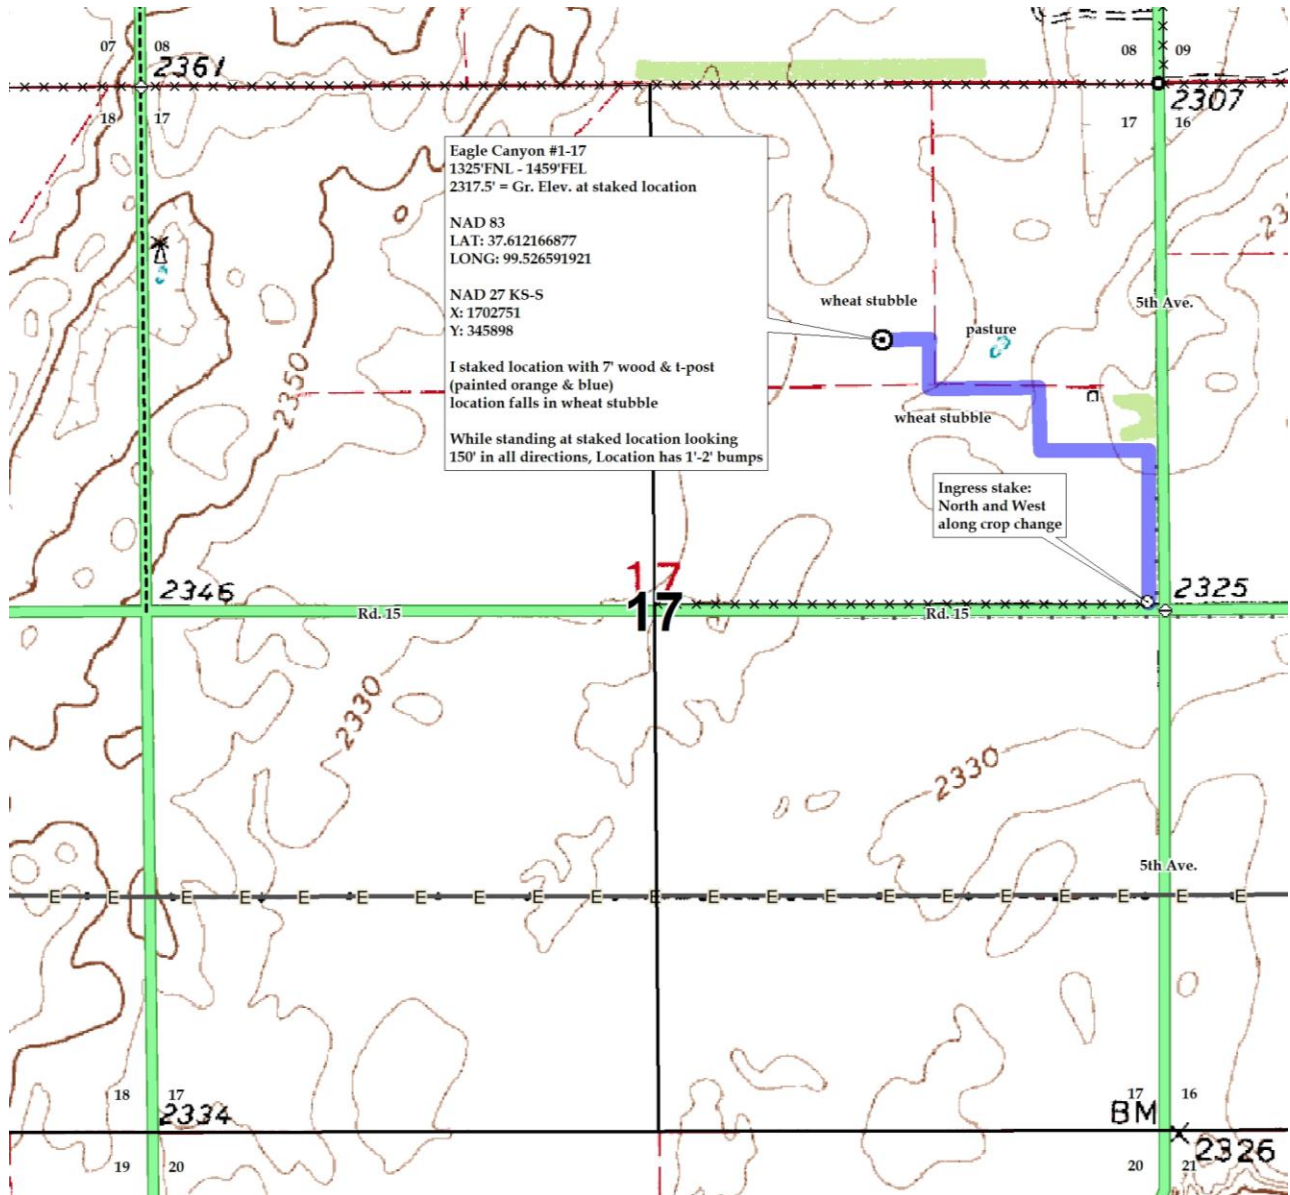 07 08
08 09
2361
2307
18 17
17 16
Eagle Canyon #1-17
1325'FNL - 1459'FEL
2317.5' = Gr. Elev. at staked location
NAD 83
LAT: 37.612166877
LONG: 99.526591921
NAD 27 KS-S
X: 1702751
Y: 345898
I staked location with 7' wood & t-post
(painted orange & blue)
location falls in wheat stubble
While standing at staked location looking
150' in all directions, Location has 1'-2' bumps
wheat stubble
5th Ave.
pasture
2350
wheat stubble
Ingress stake:
North and West
along crop change
17
2346
2325
17
Rd. 15
Rd. 15
2330
2330
5th Ave.
E E E E E E E E E E E E E E E E E E E E E
18 17
17 16
2334
BM
2326
19 20
20 21